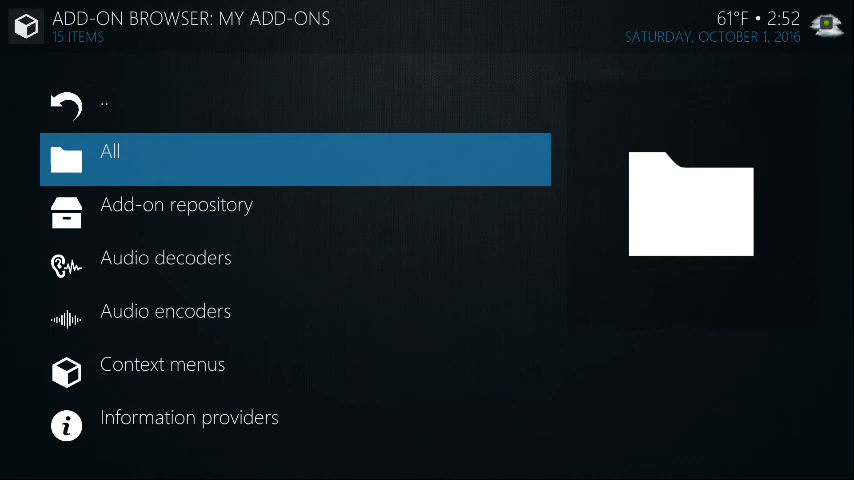 ADD-ON BROWSER: MY ADD-ONS
15 ITEMS
61°F • 2:52
SATURDAY, OCTOBER 1, 2016
..
All
Add-on repository
Audio decoders
Audio encoders
Context menus
Information providers